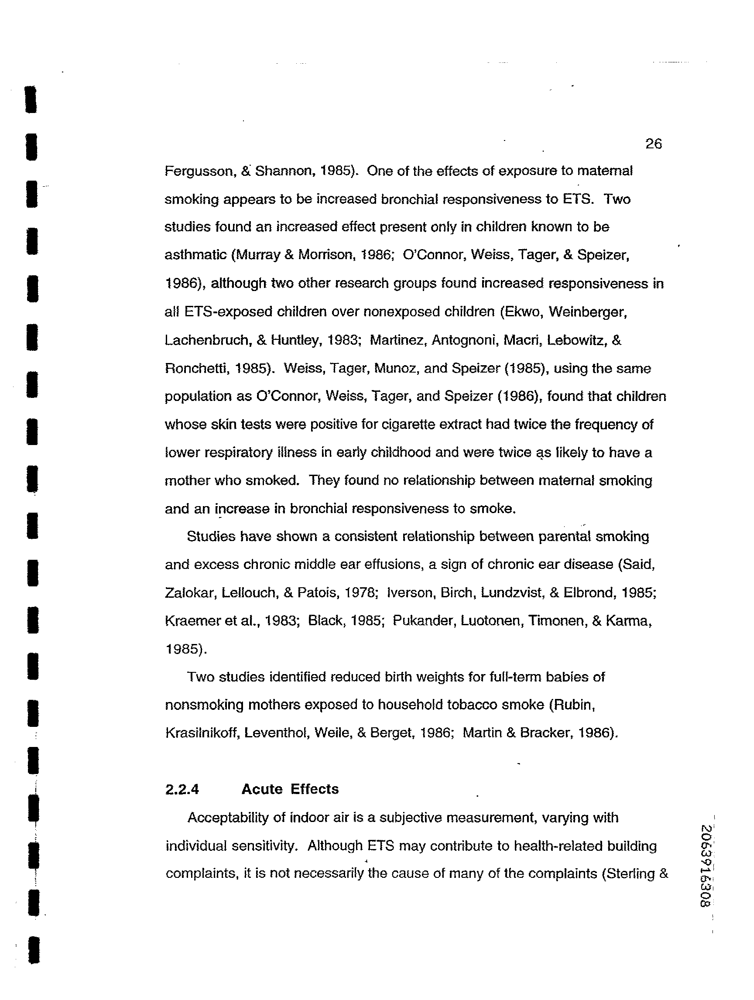 26
Fergusson, & Shannon, 1985). One of the effects of exposure to maternal
smoking appears to be increased bronchial responsiveness to ETS. Two
studies found an increased effect present only in children known to be
asthmatic (Murray & Morrison, 1986; O'Connor, Weiss, Tager, & Speizer,
1986), although two other research groups found increased responsiveness in
all ETS-exposed children over nonexposed children (Ekwo, Weinberger,
Lachenbruch, & Huntley, 1983; Martinez, Antognoni, Macri, Lebowitz, &
Ronchetti, 1985). Weiss, Tager, Munoz, and Speizer (1985), using the same
population as O'Connor, Weiss, Tager, and Speizer (1986), found that children
whose skin tests were positive for cigarette extract had twice the frequency of
lower respiratory illness in early childhood and were twice as likely to have a
mother who smoked. They found no relationship between maternal smoking
and an increase in bronchial responsiveness to smoke.
Studies have shown a consistent relationship between parental smoking
and excess chronic middle ear effusions, a sign of chronic ear disease (Said,
Zalokar, Lellouch, & Patois, 1978; Iverson, Birch, Lundzvist, & Elbrond, 1985;
Kraemer et al., 1983; Black, 1985; Pukander, Luotonen, Timonen, & Karma,
1985).
Two studies identified reduced birth weights for full-term babies of
nonsmoking mothers exposed to household tobacco smoke (Rubin,
Krasilnikoff, Leventhol, Weile, & Berget, 1986; Martin & Bracker, 1986).
2.2.4 Acute Effects
Acceptability of indoor air is a subjective measurement, varying with
individual sensitivity. Although ETS may contribute to health-related building
complaints, it is not necessarily the cause of many of the complaints (Sterling &
2063916308